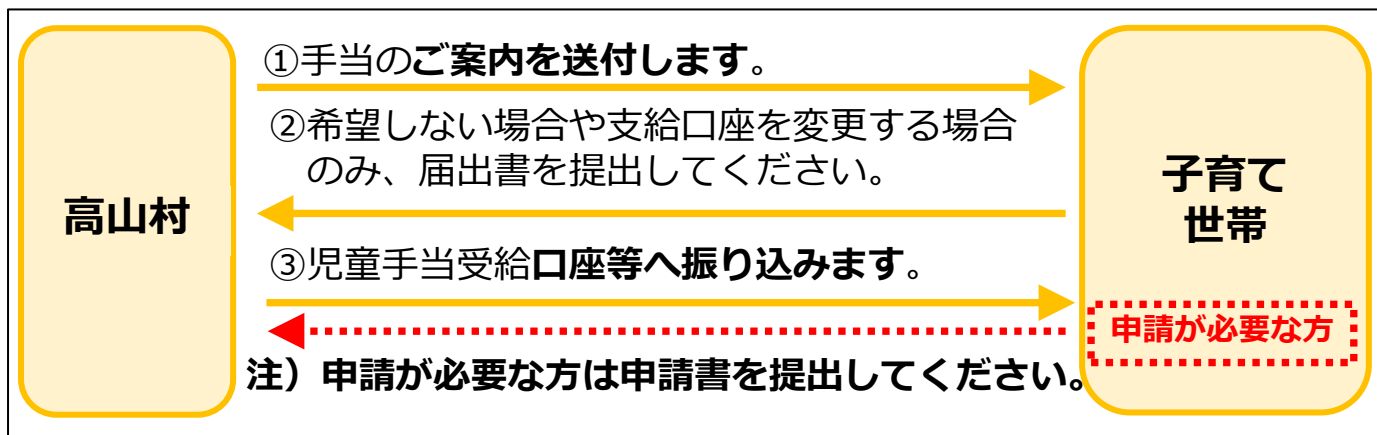 高山村
①手当のご案内を送付します。
②希望しない場合や支給口座を変更する場合
のみ、届出書を提出してください。
③児童手当受給口座等へ振り込みます。
注）申請が必要な方は申請書を提出してください。
子育て
世帯
申請が必要な方